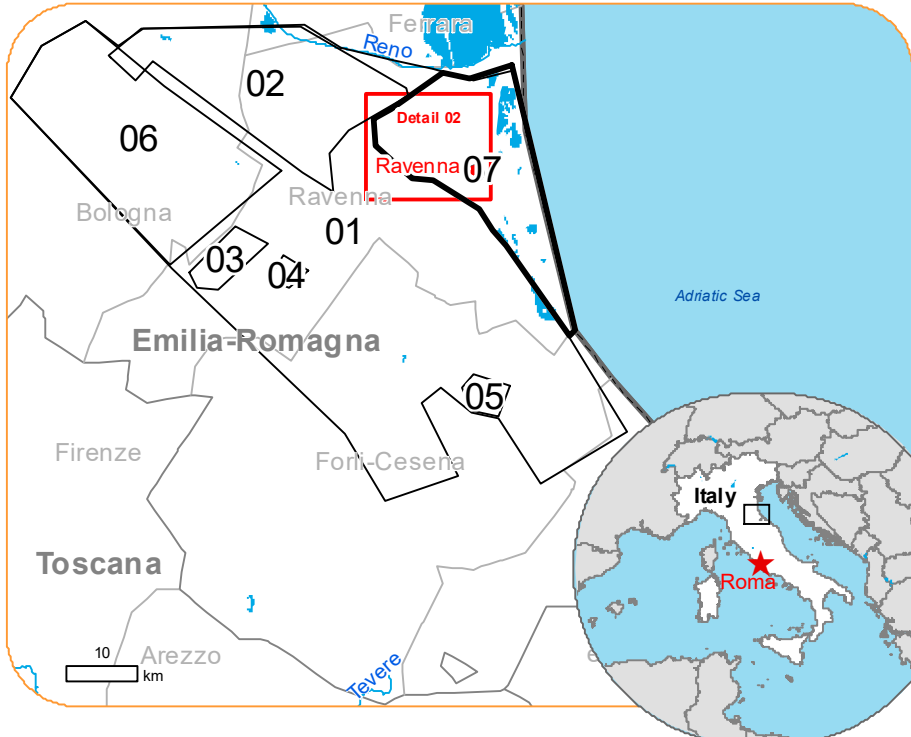 Ferrara
Reno
02
Detail 02
06
Ravenna
07
Ravenna
Bologna
01
03
04
Adriatic Sea
Emilia-Romagna
05
Firenze
Forlì-Cesena
Italy
Toscana
Roma
10
km
Arezzo
Tevere